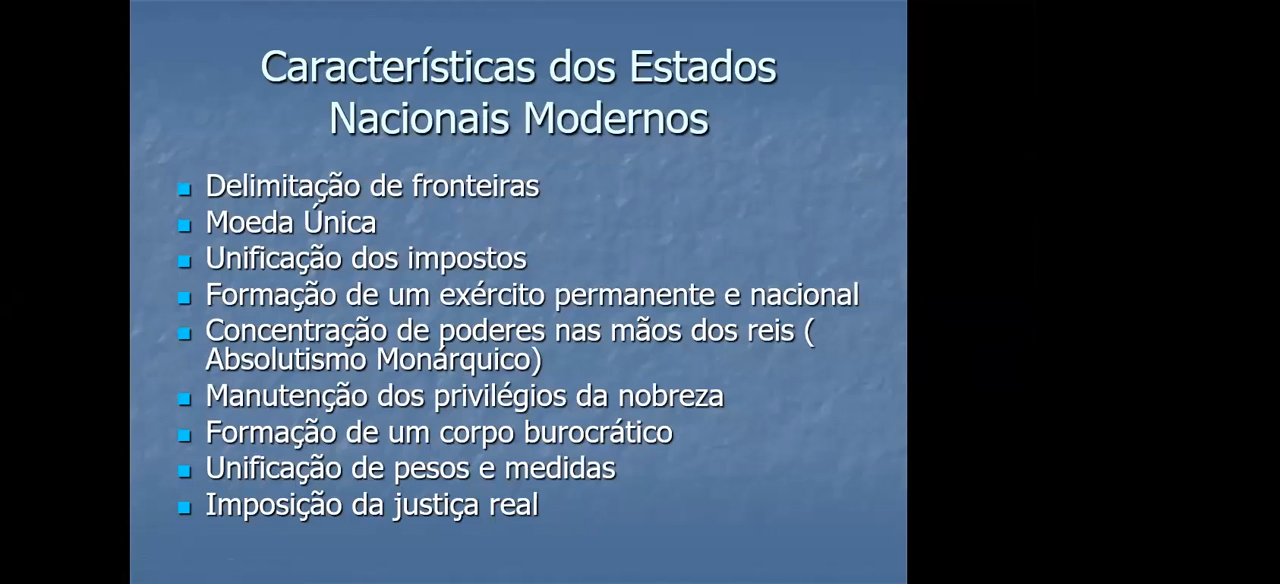 Características dos Estados
Nacionais Modernos
Delimitação de fronteiras
Moeda Única
Unificação dos impostos
Formação de um exército permanente e nacional
Concentração de poderes nas mãos dos reis (
Absolutismo Monárquico)
Manutenção dos privilégios da nobreza
Formação de um corpo burocrático
Unificação de pesos e medidas
Imposição da justiça real